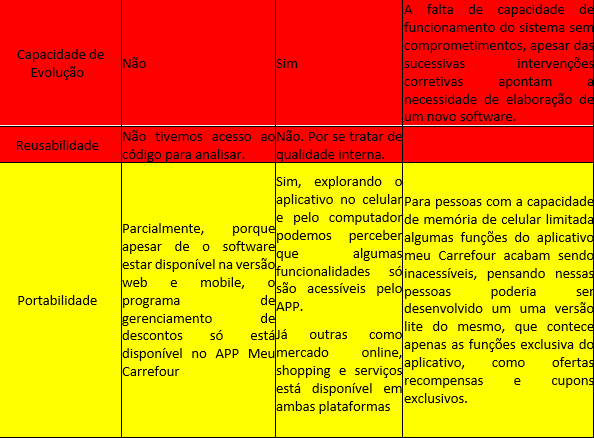 Capacidade de
Evolução
Não
Sim
A falta de capacidade de
funcionamento do sistema sem
comprometimentos, apesar das
sucessivas intervenções
corretivas apontam a
necessidade de elaboração de
um novo software.
Reusabilidade
Não tivemos acesso ao
código para analisar.
Não. Por se tratar de
qualidade interna.
Portabilidade
Parcialmente, porque
apesar de o software
estar disponível na versão
web e mobile, o
programa de
gerenciamento de
descontos só está
disponível no APP Meu
Carrefour
Sim, explorando o
aplicativo no celular
e pelo computador
podemos perceber
que algumas
funcionalidades só
são acessíveis pelo
APP.
Já outras como
mercado online,
shopping e serviços
está disponível em
ambas plataformas
Para pessoas com a capacidade
de memória de celular limitada
algumas funções do aplicativo
meu Carrefour acabam sendo
inacessíveis, pensando nessas
pessoas poderia ser
desenvolvido um uma versão
lite do mesmo, que contece
apenas as funções exclusiva do
aplicativo, como ofertas
recompensas e cupons
exclusivos.